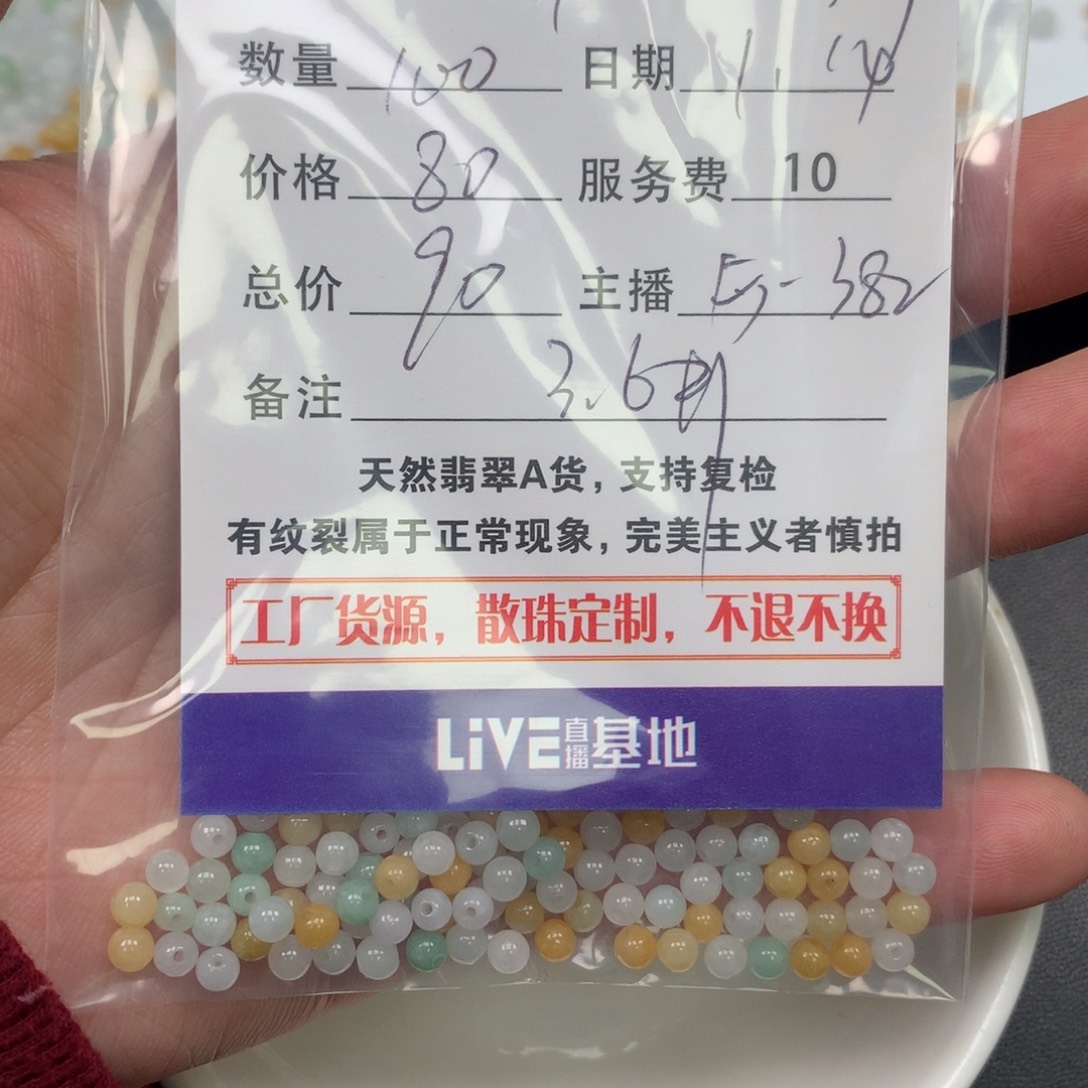 数量 100 日期 1.14
价格 80 服务费 10
总价 90 主播
备注 3.6
天然翡翠A货，支持复检
有纹裂属于正常现象，完美主义者慎拍
工厂货源，散珠定制，不退不换
LiVE直播基地